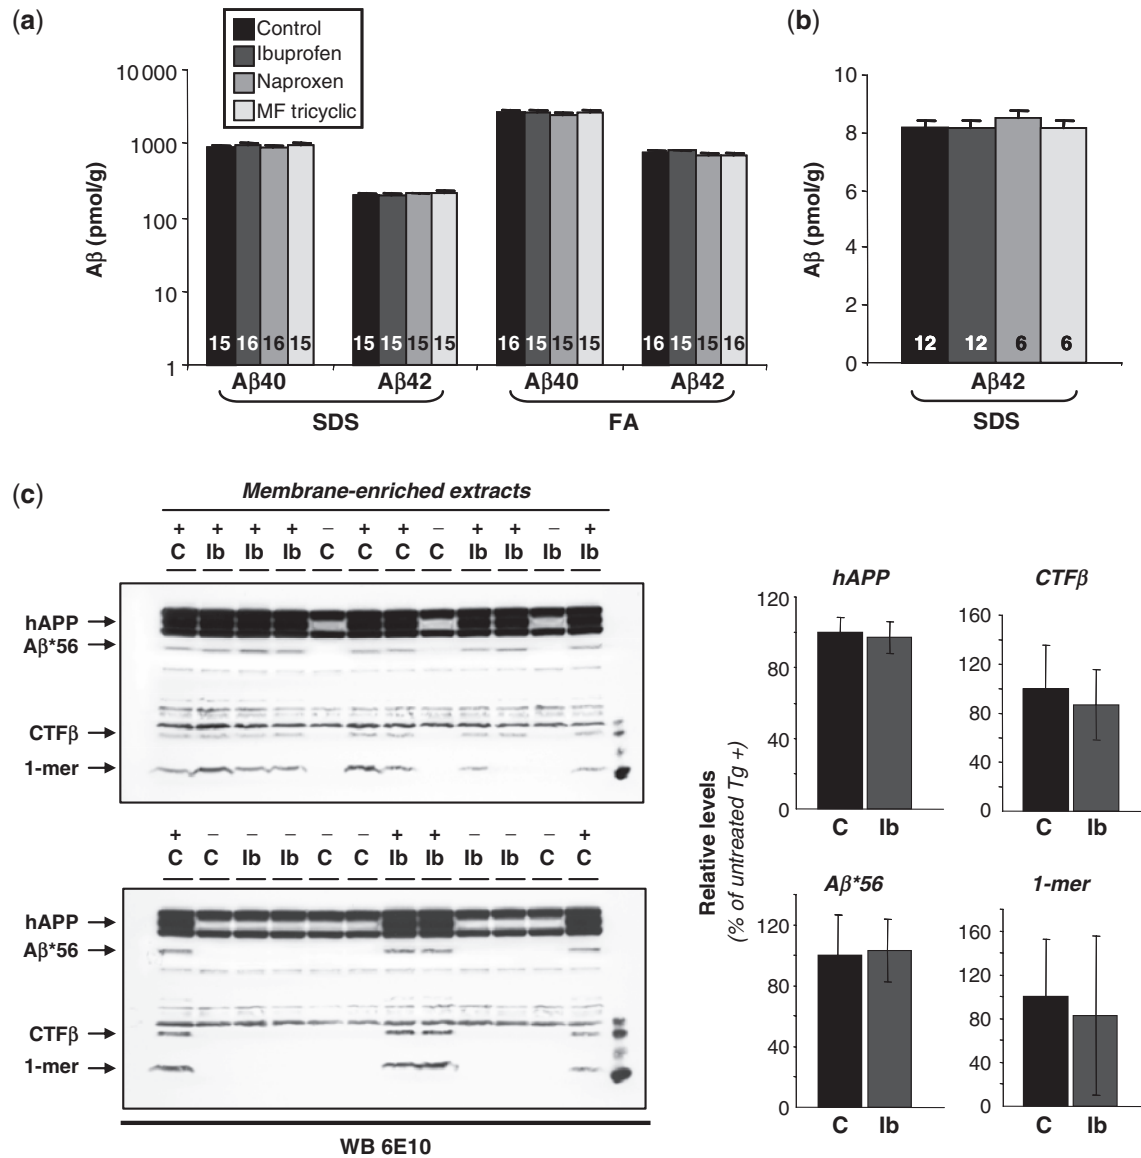 (a)
Control
Ibuprofen
Naproxen
MF tricyclic
Aβ (pmol/g)
10 000
1000
100
10
1
15 16 16 15 15 15 15 15 16 15 15 15 16 15 15 16
Aβ40 Aβ42 Aβ40 Aβ42
SDS FA
(b)
Aβ (pmol/g)
10
8
6
4
2
0
12 12 6 6
Aβ42
SDS
(c)
Membrane-enriched extracts
+ + + + – + + – + + – +
C Ib Ib Ib C C C C Ib Ib Ib Ib
hAPP
Aβ*56
CTFβ
1-mer
+ – – – – – + + – – – +
C C Ib Ib C C Ib Ib Ib Ib C C
hAPP
Aβ*56
CTFβ
1-mer
WB 6E10
Relative levels
(% of untreated Tg +)
hAPP
120
80
40
0
C Ib
CTFβ
160
120
80
40
0
C Ib
Aβ*56
120
80
40
0
C Ib
1-mer
160
120
80
40
0
C Ib